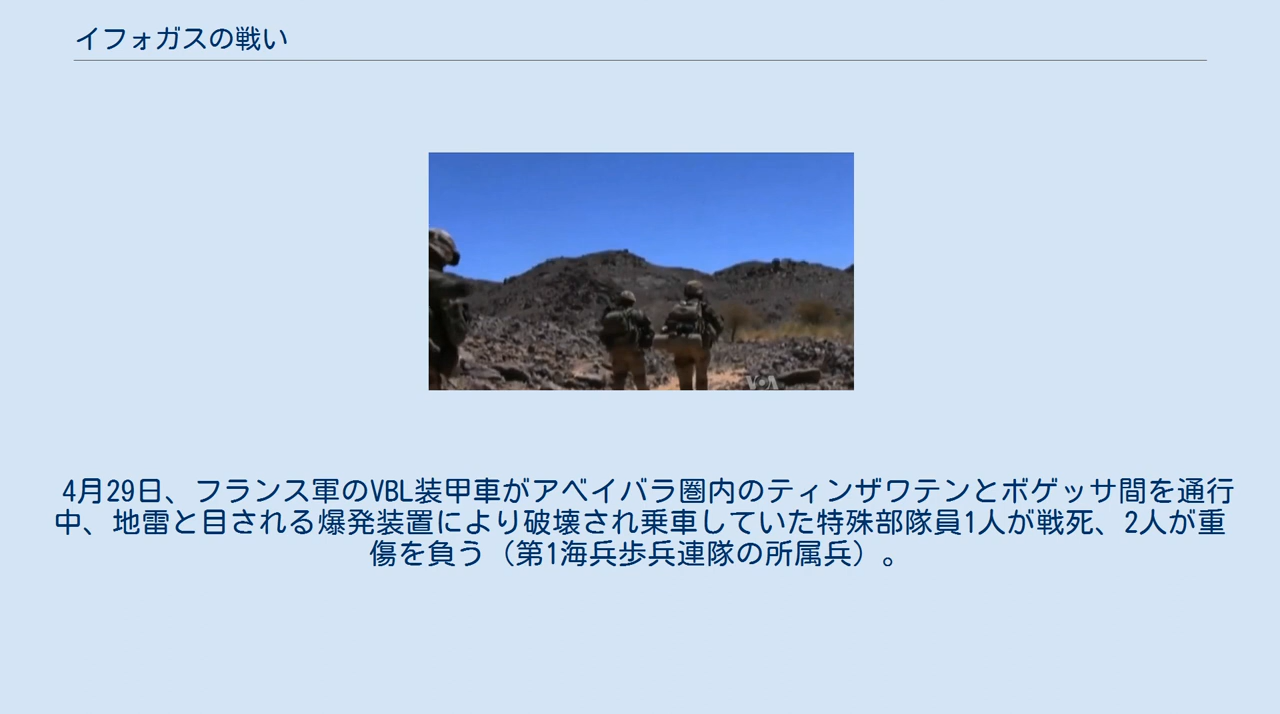 イフォガスの戦い
VOA
4月29日、フランス軍のVBL装甲車がアベイバラ圏内のティンザワテンとボゲッサ間を通行
中、地雷と目される爆発装置により破壊され乗車していた特殊部隊員1人が戦死、2人が重
傷を負う（第1海兵歩兵連隊の所属兵）。